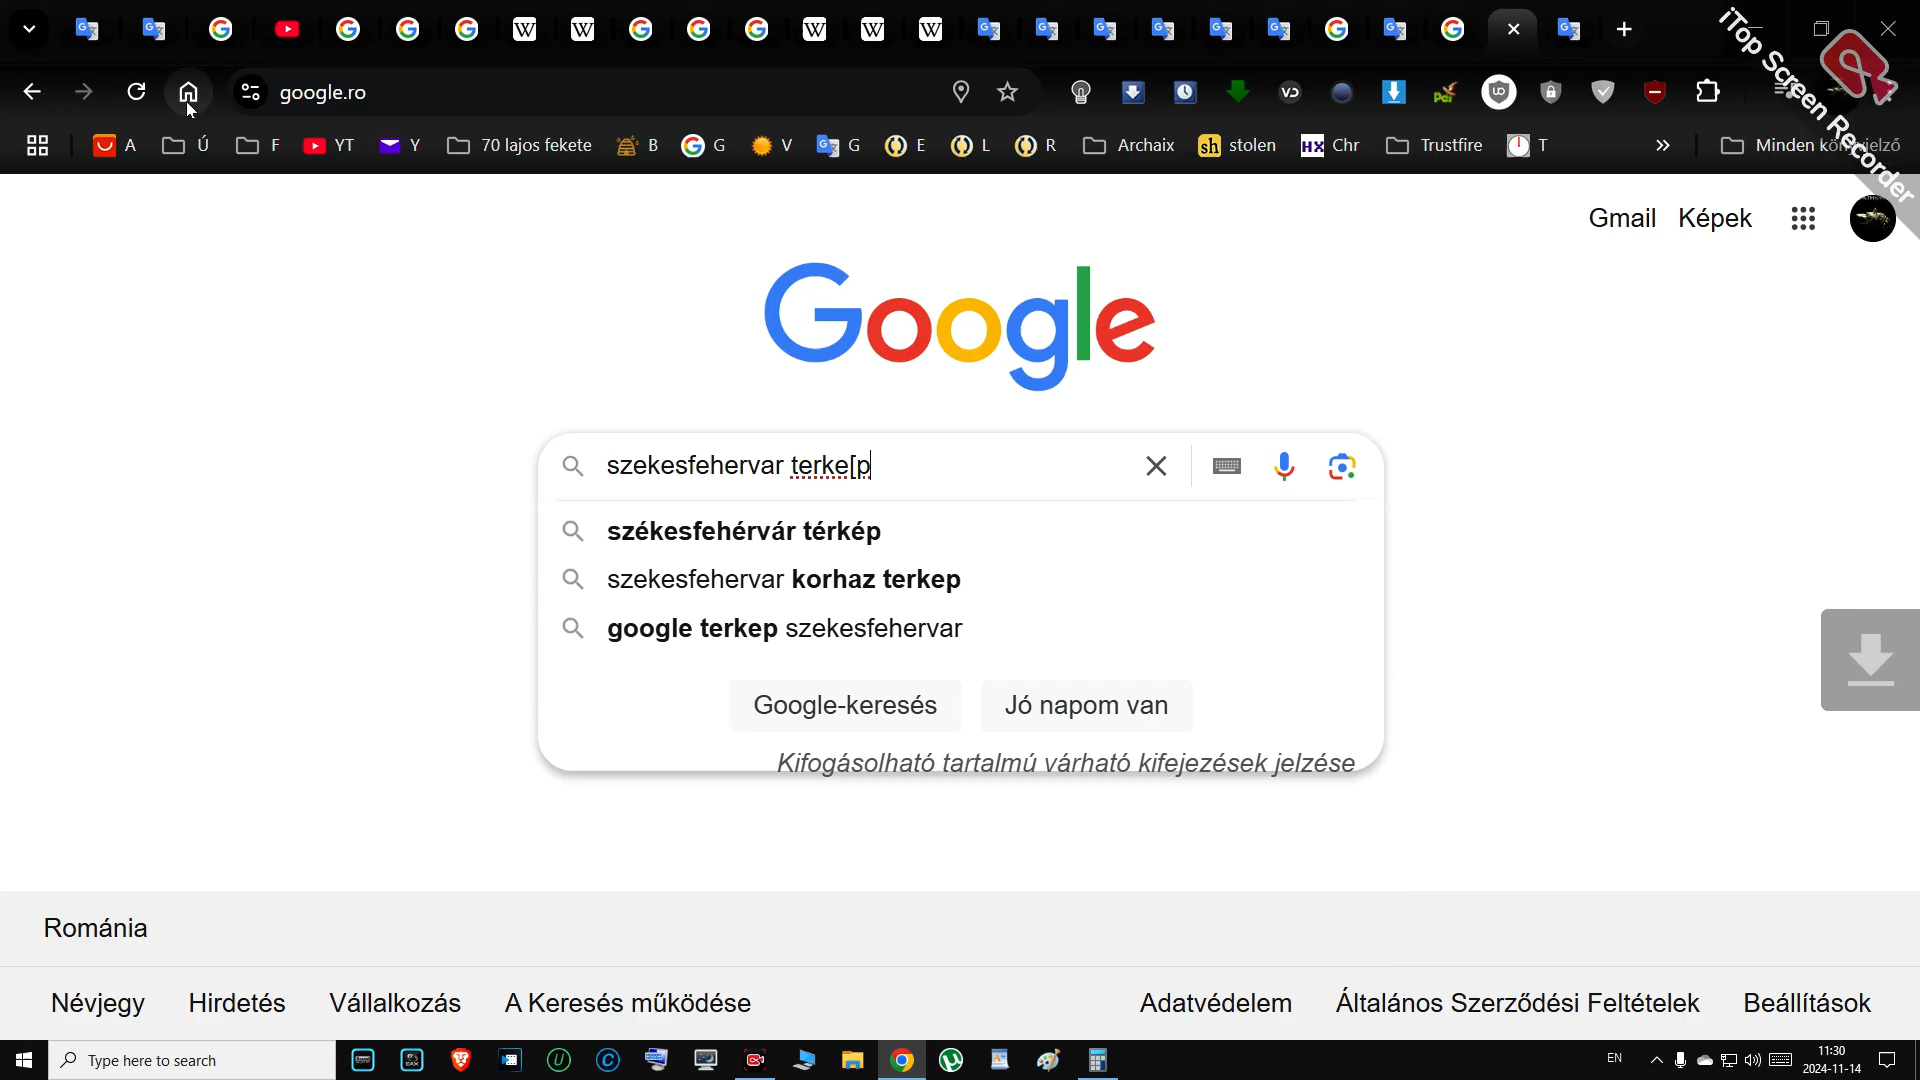 google.ro
A Ú F YT Y 70 lajos fekete B G V G E L R Archaix stolen Chr Trustfire T » Minden
iTop Screen Recorder
Gmail Képek
Google
szekesfehervar terke[p
székesfehérvár térkép
szekesfehervar korhaz terkep
google terkep szekesfehervar
Google-keresés Jó napom van
Kifogásolható tartalmú várható kifejezések jelzése
Románia
Névjegy Hirdetés Vállalkozás A Keresés működése Adatvédelem Általános Szerződési Feltételek Beállítások
Type here to search EN 11:30
2024-11-14